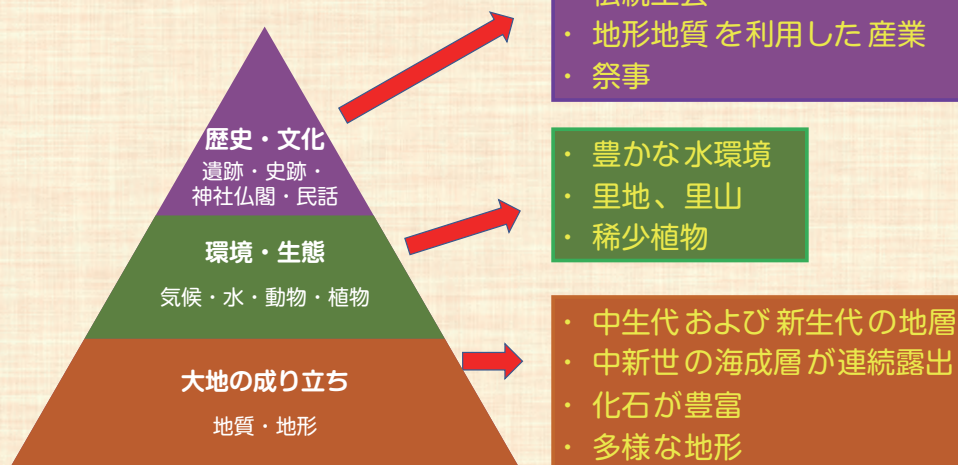 ・ 地形地質を利用した産業
・ 祭事
歴史・文化
遺跡・史跡・
神社仏閣・民話
・ 豊かな水環境
・ 里地、里山
・ 稀少植物
環境・生態
気候・水・動物・植物
・ 中生代および新生代の地層
・ 中新世の海成層が連続露出
・ 化石が豊富
・ 多様な地形
大地の成り立ち
地質・地形